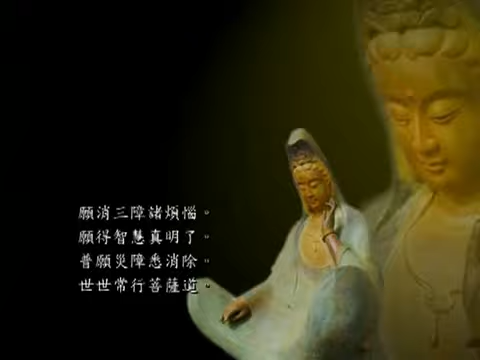 願消三障諸煩惱。
願得智慧真明了。
普願災障悉消除。
世世常行菩薩道。